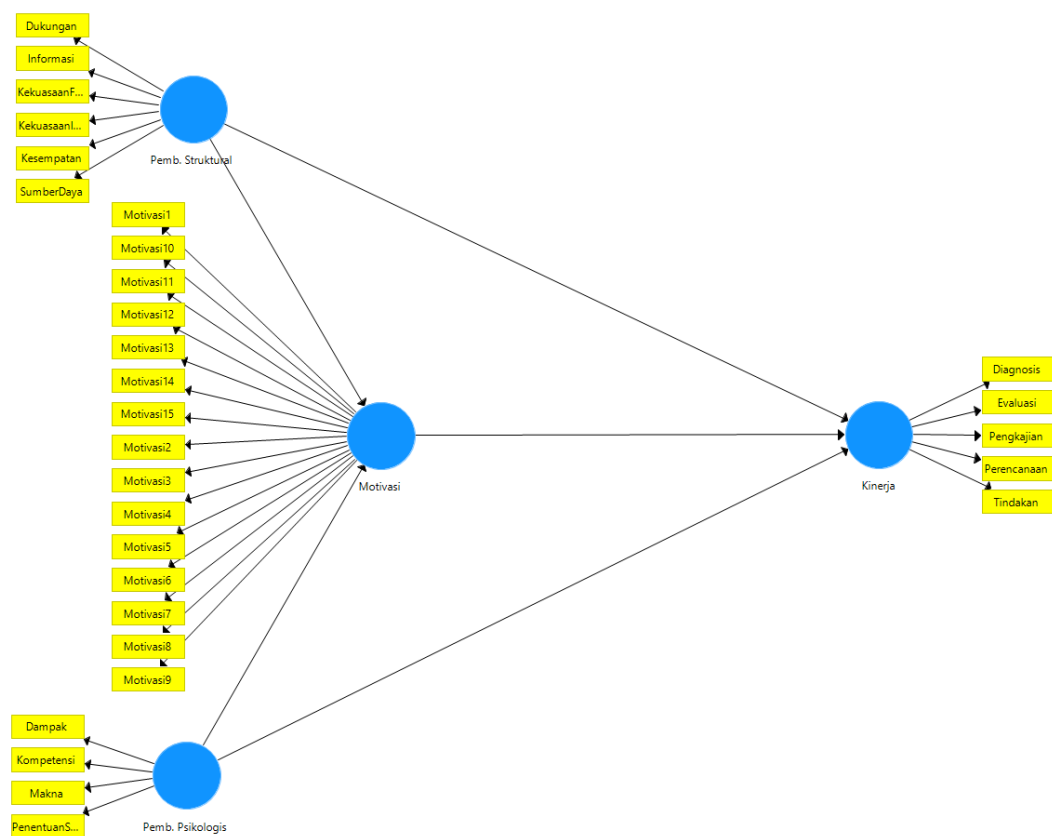 Dukungan
Informasi
KekuasaanF...
KekuasaanI...
Kesempatan
SumberDaya
Pemb. Struktural
Motivasi1
Motivasi10
Motivasi11
Motivasi12
Motivasi13
Motivasi14
Motivasi15
Motivasi2
Motivasi3
Motivasi4
Motivasi5
Motivasi6
Motivasi7
Motivasi8
Motivasi9
Motivasi
Diagnosis
Evaluasi
Pengkajian
Perencanaan
Tindakan
Kinerja
Dampak
Kompetensi
Makna
PenentuanS...
Pemb. Psikologis